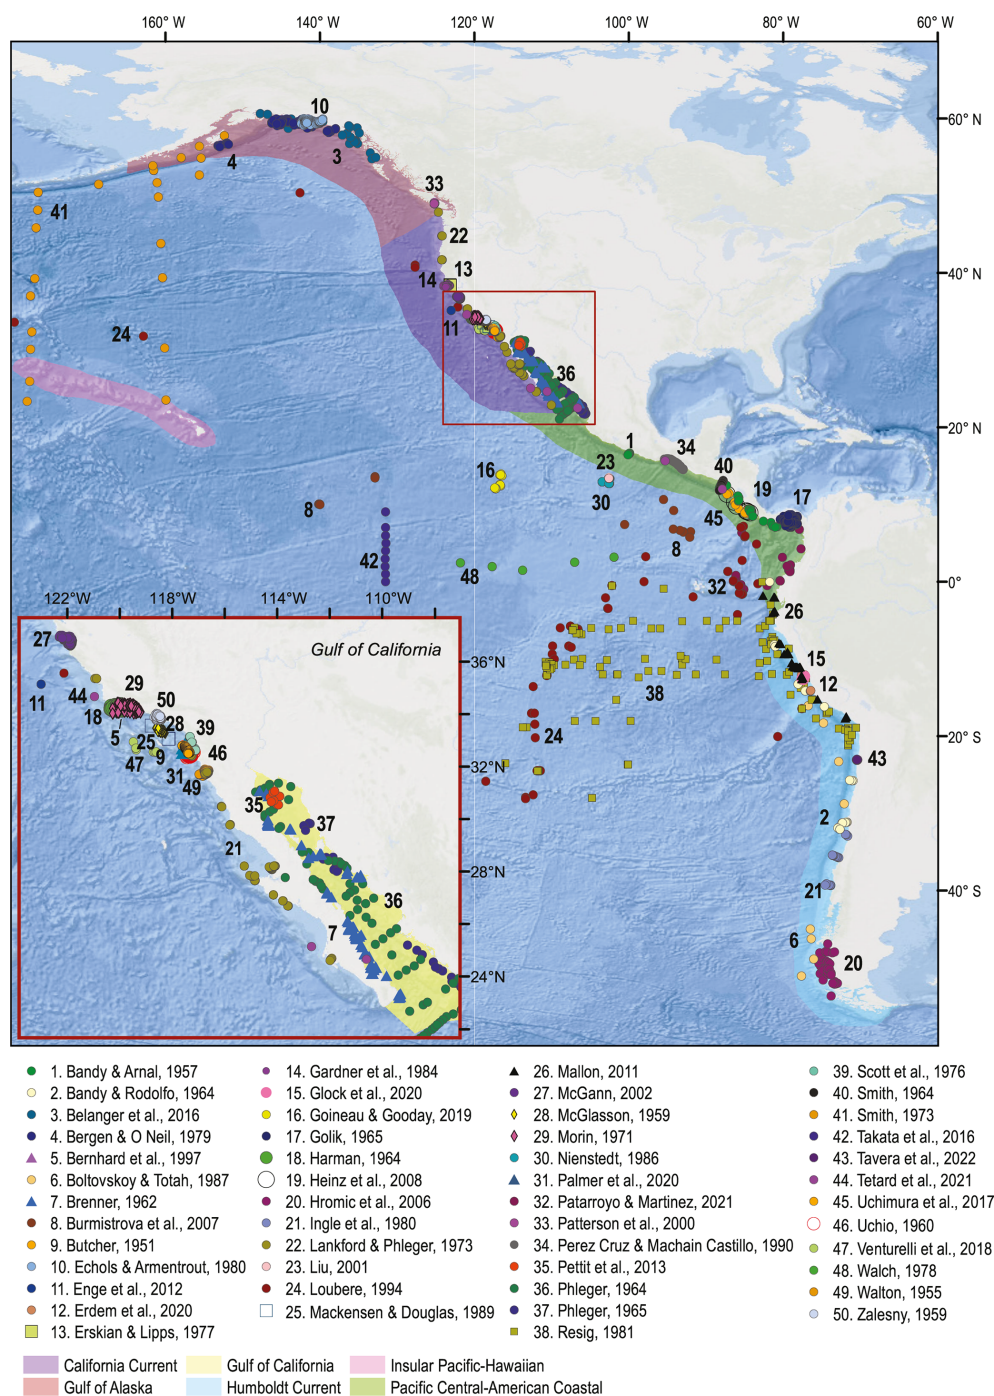 160° W 140° W 120° W 100° W 80° W 60° W
10
60° N
4 3
33
41
22
13
14
40° N
11
24
36
20° N
1 34
16 23 40
19 17
30
8 45
8
42
48 32 0°
26
122°W 118°W 114°W 110°W
27 Gulf of California
36°N
15
12
38
11 44 29 50
18 28 39
5 25
47 9 46
31 32°N
49
24 20° S
43
35 37
2
21 28°N
36
21 40° S
7
6
20
24°N
1. Bandy & Arnal, 1957
2. Bandy & Rodolfo, 1964
3. Belanger et al., 2016
4. Bergen & O Neil, 1979
5. Bernhard et al., 1997
6. Boltovskoy & Totah, 1987
7. Brenner, 1962
8. Burmistrova et al., 2007
9. Butcher, 1951
10. Echols & Armentrout, 1980
11. Enge et al., 2012
12. Erdem et al., 2020
13. Erskian & Lipps, 1977
14. Gardner et al., 1984
15. Glock et al., 2020
16. Goineau & Gooday, 2019
17. Golik, 1965
18. Harman, 1964
19. Heinz et al., 2008
20. Hromic et al., 2006
21. Ingle et al., 1980
22. Lankford & Phleger, 1973
23. Liu, 2001
24. Loubere, 1994
25. Mackensen & Douglas, 1989
26. Mallon, 2011
27. McGann, 2002
28. McGlasson, 1959
29. Morin, 1971
30. Nienstedt, 1986
31. Palmer et al., 2020
32. Patarroyo & Martinez, 2021
33. Patterson et al., 2000
34. Perez Cruz & Machain Castillo, 1990
35. Pettit et al., 2013
36. Phleger, 1964
37. Phleger, 1965
38. Resig, 1981
39. Scott et al., 1976
40. Smith, 1964
41. Smith, 1973
42. Takata et al., 2016
43. Tavera et al., 2022
44. Tetard et al., 2021
45. Uchimura et al., 2017
46. Uchio, 1960
47. Venturelli et al., 2018
48. Walch, 1978
49. Walton, 1955
50. Zalesny, 1959
California Current
Gulf of Alaska
Gulf of California
Humboldt Current
Insular Pacific-Hawaiian
Pacific Central-American Coastal